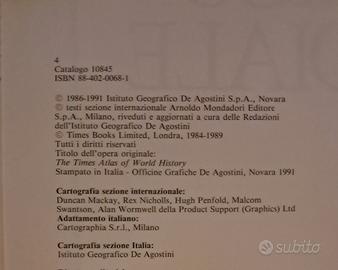 4
Catalogo 10845
ISBN 88-402-0068-1
© 1986-1991 Istituto Geografico De Agostini S.p.A., Novara
© testi sezione internazionale Arnoldo Mondadori Editore
S.p.A., Milano, riveduti e aggiornati a cura delle Redazioni
dell'Istituto Geografico De Agostini
© Times Books Limited, Londra, 1984-1989
Tutti i diritti riservati
Titolo dell'opera originale:
The Times Atlas of World History
Stampato in Italia - Officine Grafiche De Agostini, Novara 1991
Cartografia sezione internazionale:
Duncan Mackay, Rex Nicholls, Hugh Penfold, Malcom
Swantson, Alan Wormwell della Product Support (Graphics) Ltd
Adattamento italiano:
Cartographia S.r.l., Milano
Cartografia sezione Italia:
Istituto Geografico De Agostini
subito